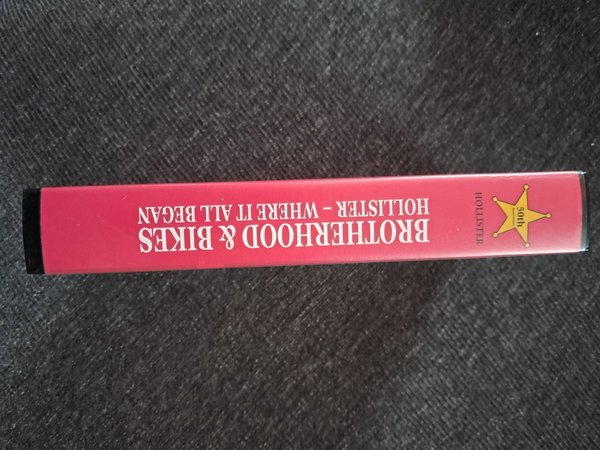 BROTHERHOOD & BIKES
HOLLISTER – WHERE IT ALL BEGAN
50th
HOLLISTER